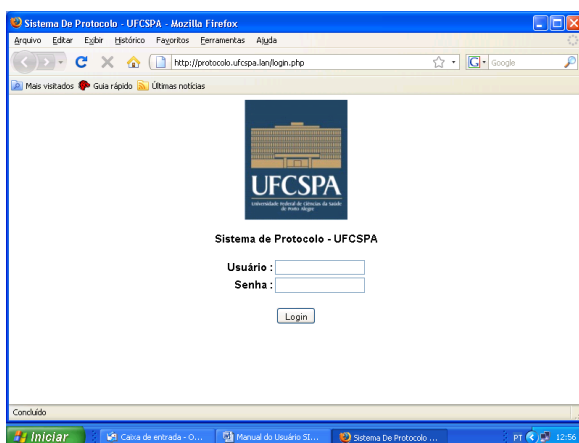 Sistema De Protocolo - UFCSPA - Mozilla Firefox
Arquivo Editar Exibir Histórico Favoritos Ferramentas Ajuda
http://protocolo.ufcspa.lan/login.php
G Google
Mais visitados Guia rápido Últimas notícias
UFCSPA
Universidade Federal de Ciências da Saúde
de Porto Alegre
Sistema de Protocolo - UFCSPA
Usuário :
Senha :
Login
Concluído
Iniciar Caixa de entrada - O... Manual do Usuário SI... Sistema De Protocolo ... PT 12:56